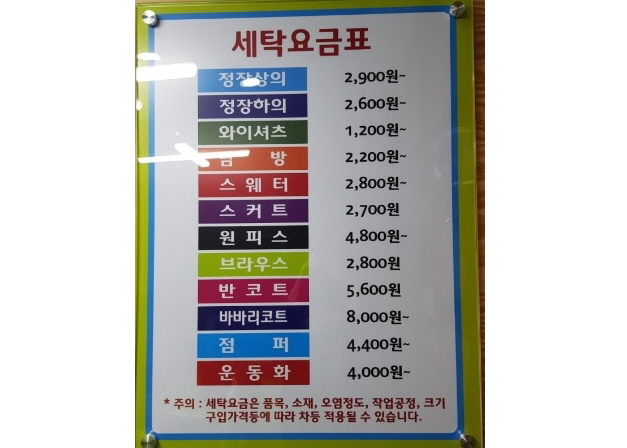 세탁요금표
정장상의 2,900원~
정장하의 2,600원~
와이셔츠 1,200원~
남 방 2,200원~
스웨터 2,800원~
스커트 2,700원
원피스 4,800원~
브라우스 2,800원
반코트 5,600원
바바리코트 8,000원~
점 퍼 4,400원~
운동화 4,000원~
* 주의 : 세탁요금은 품목, 소재, 오염정도, 작업공정, 크기
구입가격등에 따라 차등 적용될 수 있습니다.